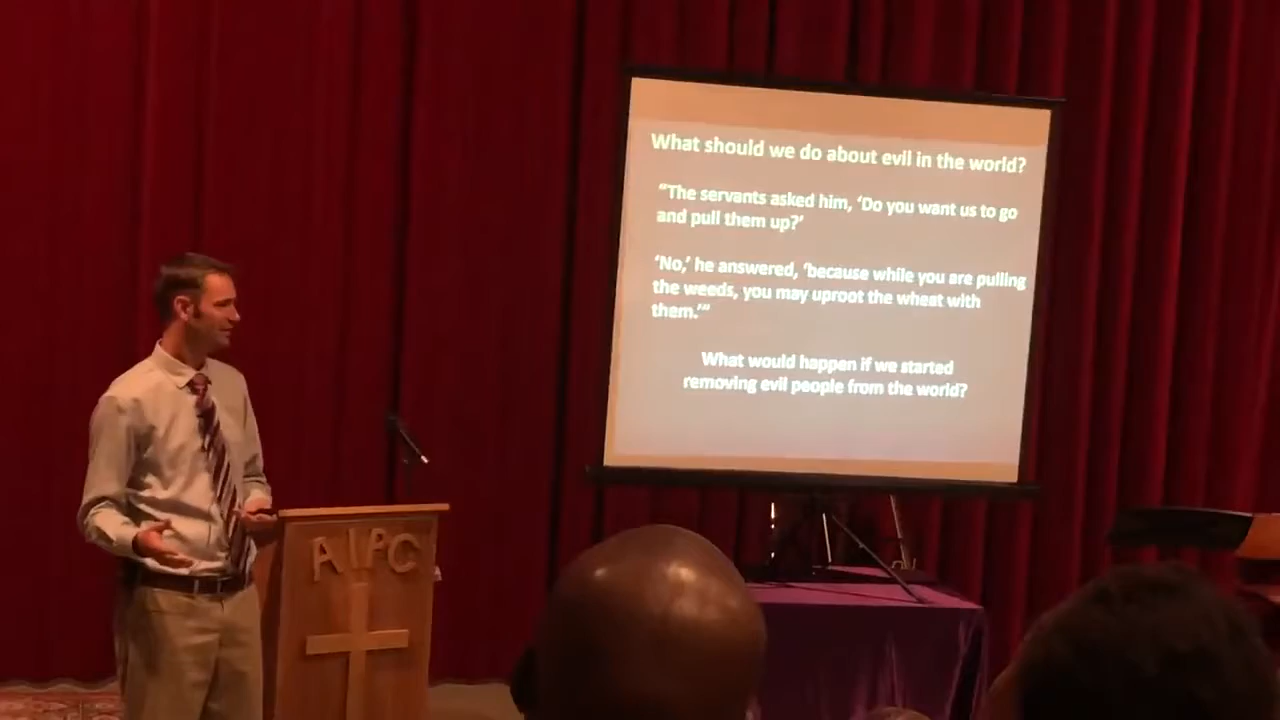 What should we do about evil in the world?
“The servants asked him, ‘Do you want us to go
and pull them up?’
‘No,’ he answered, ‘because while you are pulling
the weeds, you may uproot the wheat with
them.’”
What would happen if we started
removing evil people from the world?
AIPC